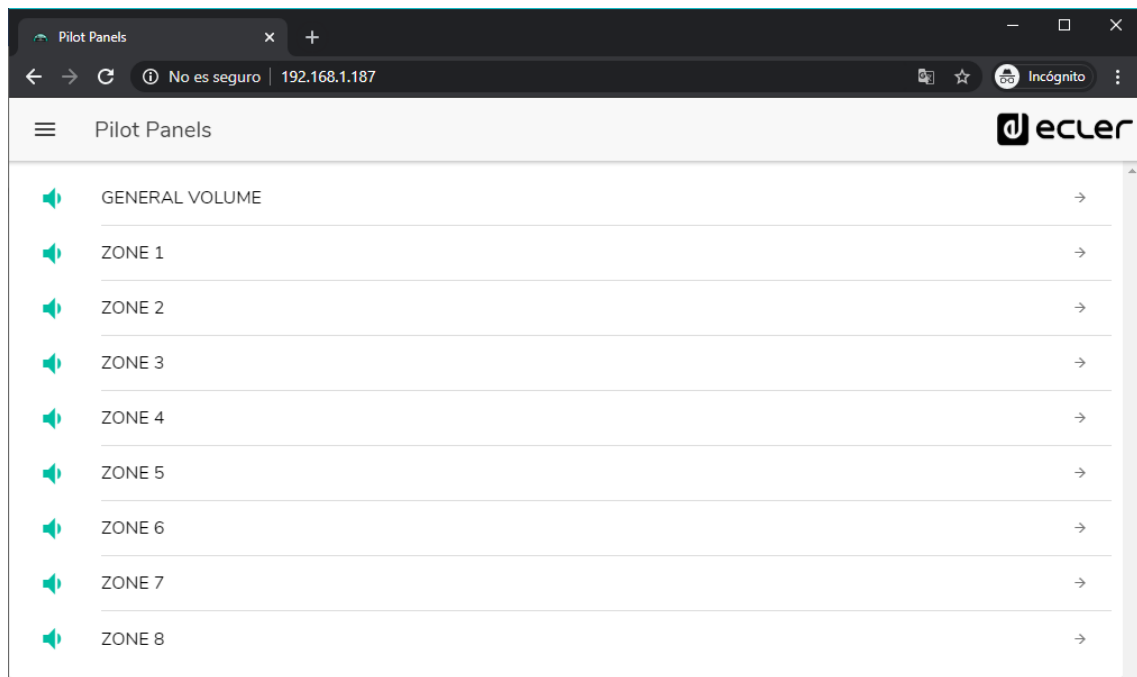 Pilot Panels
No es seguro 192.168.1.187 Incógnito
Pilot Panels ecler
GENERAL VOLUME
ZONE 1
ZONE 2
ZONE 3
ZONE 4
ZONE 5
ZONE 6
ZONE 7
ZONE 8